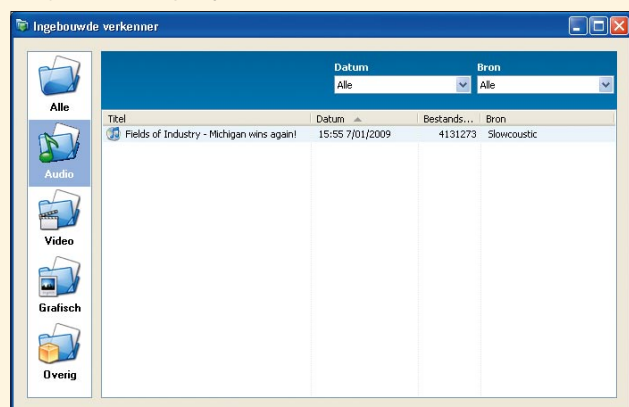 Ingebouwde verkenner
Datum Bron
Alle Alle
Alle
Audio
Video
Grafisch
Overig
Titel Datum Bestands... Bron
Fields of Industry - Michigan wins again! 15:55 7/01/2009 4131273 Slowcoustic